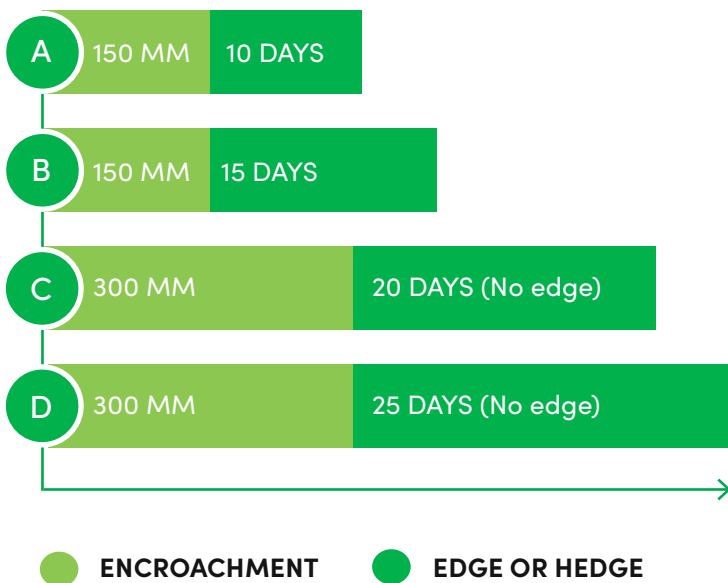 A 150 MM 10 DAYS
B 150 MM 15 DAYS
C 300 MM 20 DAYS (No edge)
D 300 MM 25 DAYS (No edge)
ENCROACHMENT EDGE OR HEDGE